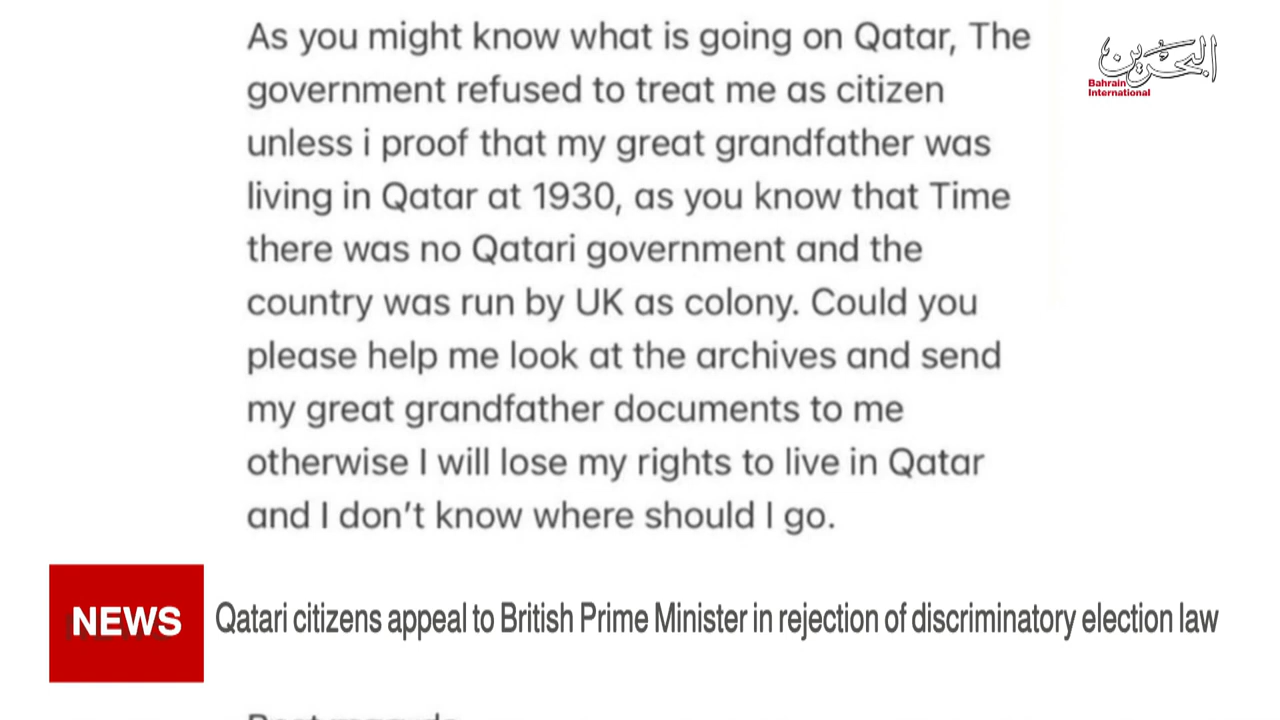 As you might know what is going on Qatar, The
government refused to treat me as citizen
unless i proof that my great grandfather was
living in Qatar at 1930, as you know that Time
there was no Qatari government and the
country was run by UK as colony. Could you
please help me look at the archives and send
my great grandfather documents to me
otherwise I will lose my rights to live in Qatar
and I don't know where should I go.
البحرين
Bahrain
International
NEWS
Qatari citizens appeal to British Prime Minister in rejection of discriminatory election law